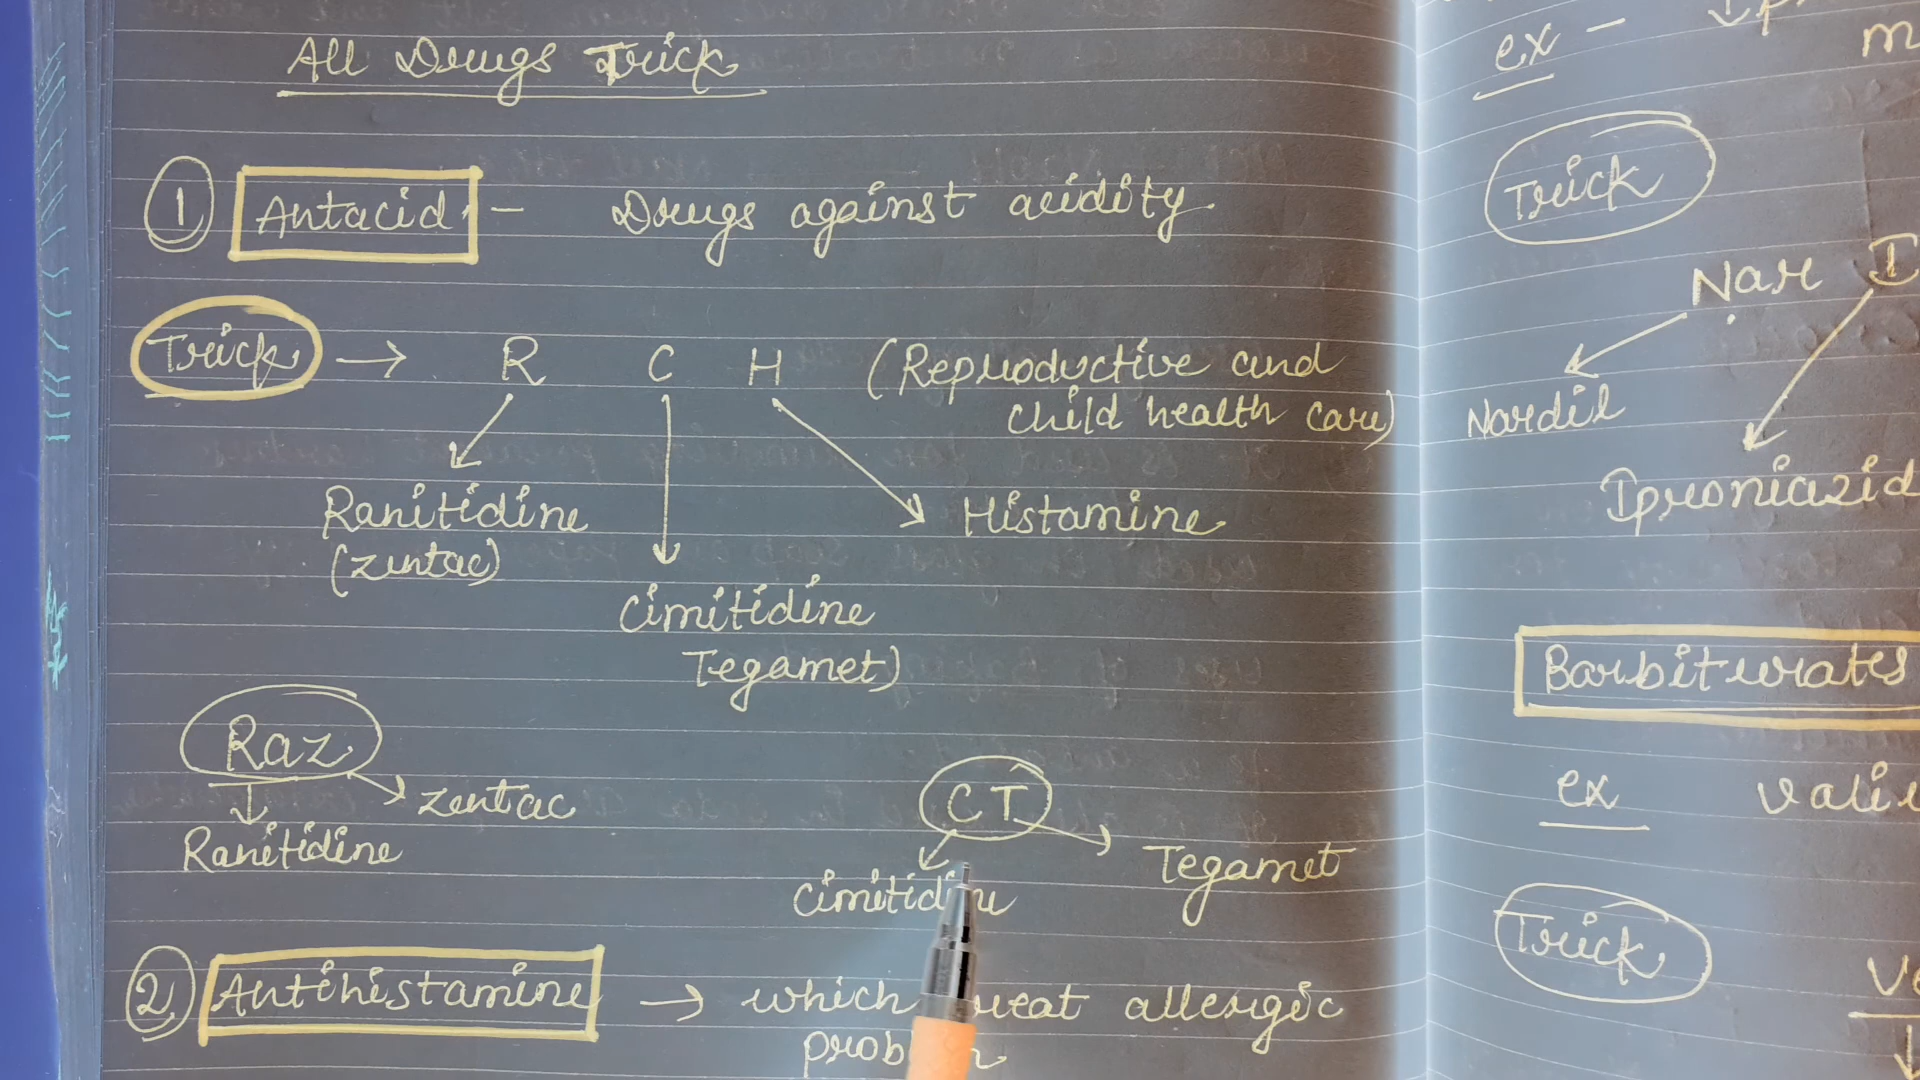 All Drugs Trick
1 Antacid - Drugs against acidity
Trick → R C H (Reproductive and
child health care)
Ranitidine
(zentac)
Histamine
Cimitidine
Tegamet)
Raz
zentac
Ranitidine
CT
Tegamet
2 Antihistamine → which allergic
ex -
Trick
Nar I
Nardil
Iproniazid
Barbiturates
ex
Trick